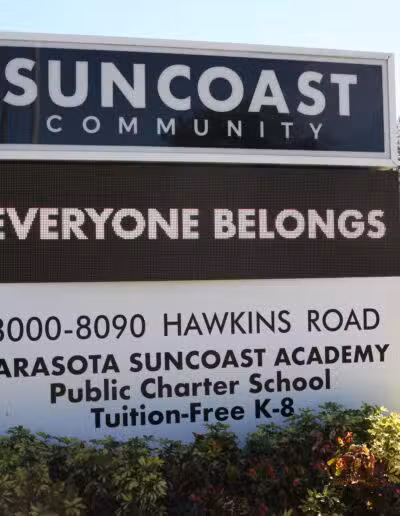 SUNCOAST
COMMUNITY
EVERYONE BELONGS
8000-8090 HAWKINS ROAD
ARASOTA SUNCOAST ACADEMY
Public Charter School
Tuition-Free K-8